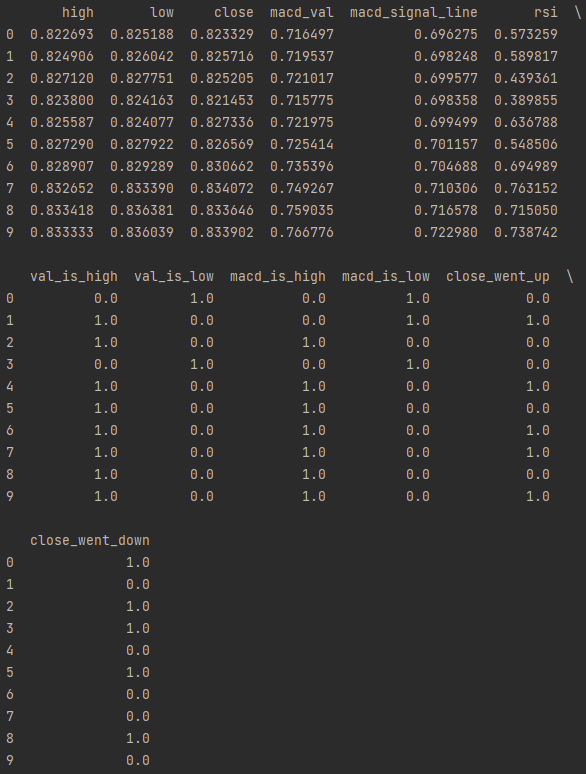 high low close macd_val macd_signal_line rsi \
0 0.822693 0.825188 0.823329 0.716497 0.696275 0.573259
1 0.824906 0.826042 0.825716 0.719537 0.698248 0.589817
2 0.827120 0.827751 0.825205 0.721017 0.699577 0.439361
3 0.823800 0.824163 0.821453 0.715775 0.698358 0.389855
4 0.825587 0.824077 0.827336 0.721975 0.699499 0.636788
5 0.827290 0.827922 0.826569 0.725414 0.701157 0.548506
6 0.828907 0.829289 0.830662 0.735396 0.704688 0.694989
7 0.832652 0.833390 0.834072 0.749267 0.710306 0.763152
8 0.833418 0.836381 0.833646 0.759035 0.716578 0.715050
9 0.833333 0.836039 0.833902 0.766776 0.722980 0.738742
val_is_high val_is_low macd_is_high macd_is_low close_went_up \
0 0.0 1.0 0.0 1.0 0.0
1 1.0 0.0 1.0 0.0 1.0
2 1.0 0.0 1.0 0.0 0.0
3 0.0 1.0 0.0 1.0 0.0
4 1.0 0.0 1.0 0.0 1.0
5 1.0 0.0 1.0 0.0 0.0
6 1.0 0.0 1.0 0.0 1.0
7 1.0 0.0 1.0 0.0 1.0
8 1.0 0.0 1.0 0.0 0.0
9 1.0 0.0 1.0 0.0 1.0
close_went_down
0 1.0
1 0.0
2 1.0
3 1.0
4 0.0
5 1.0
6 0.0
7 0.0
8 1.0
9 0.0